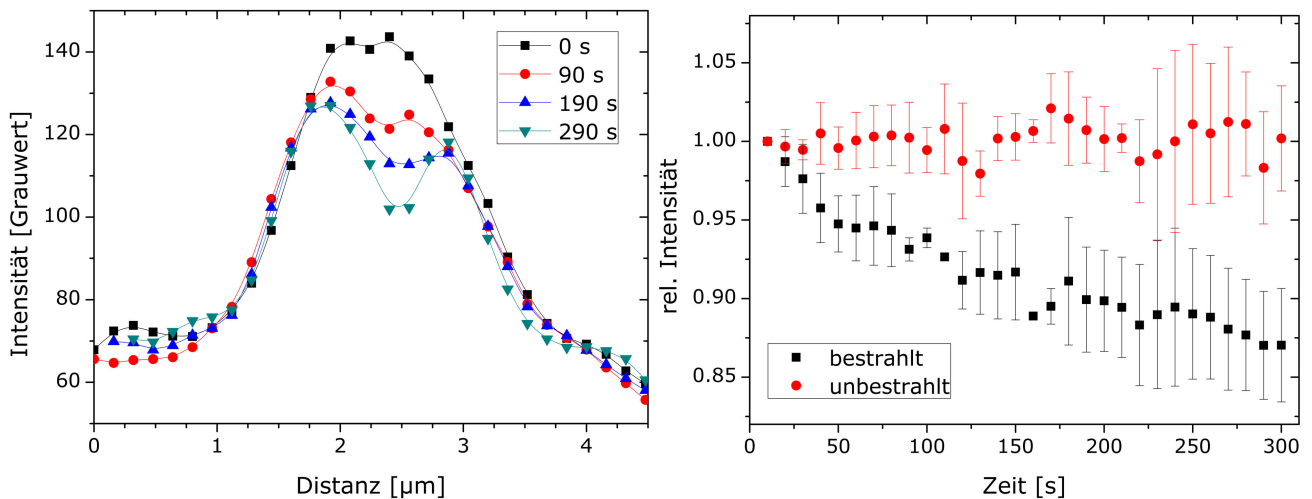 140
120
100
80
60
Intensität [Grauwert]
0 s
90 s
190 s
290 s
0
1
2
3
4
Distanz [µm]
1.05
1.00
0.95
0.90
0.85
rel. Intensität
bestrahlt
unbestrahlt
0
50
100
150
200
250
300
Zeit [s]